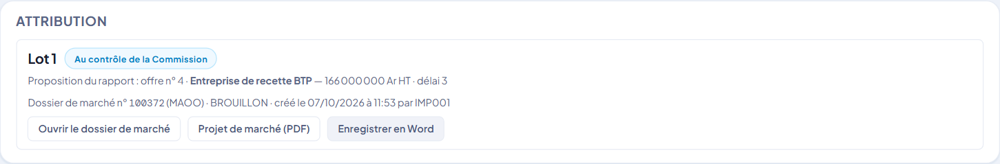 ATTRIBUTION
Lot 1 Au contrôle de la Commission
Proposition du rapport : offre n° 4 · Entreprise de recette BTP — 166 000 000 Ar HT · délai 3
Dossier de marché n° 100372 (MAOO) · BROUILLON · créé le 07/10/2026 à 11:53 par IMP001
Ouvrir le dossier de marché Projet de marché (PDF) Enregistrer en Word